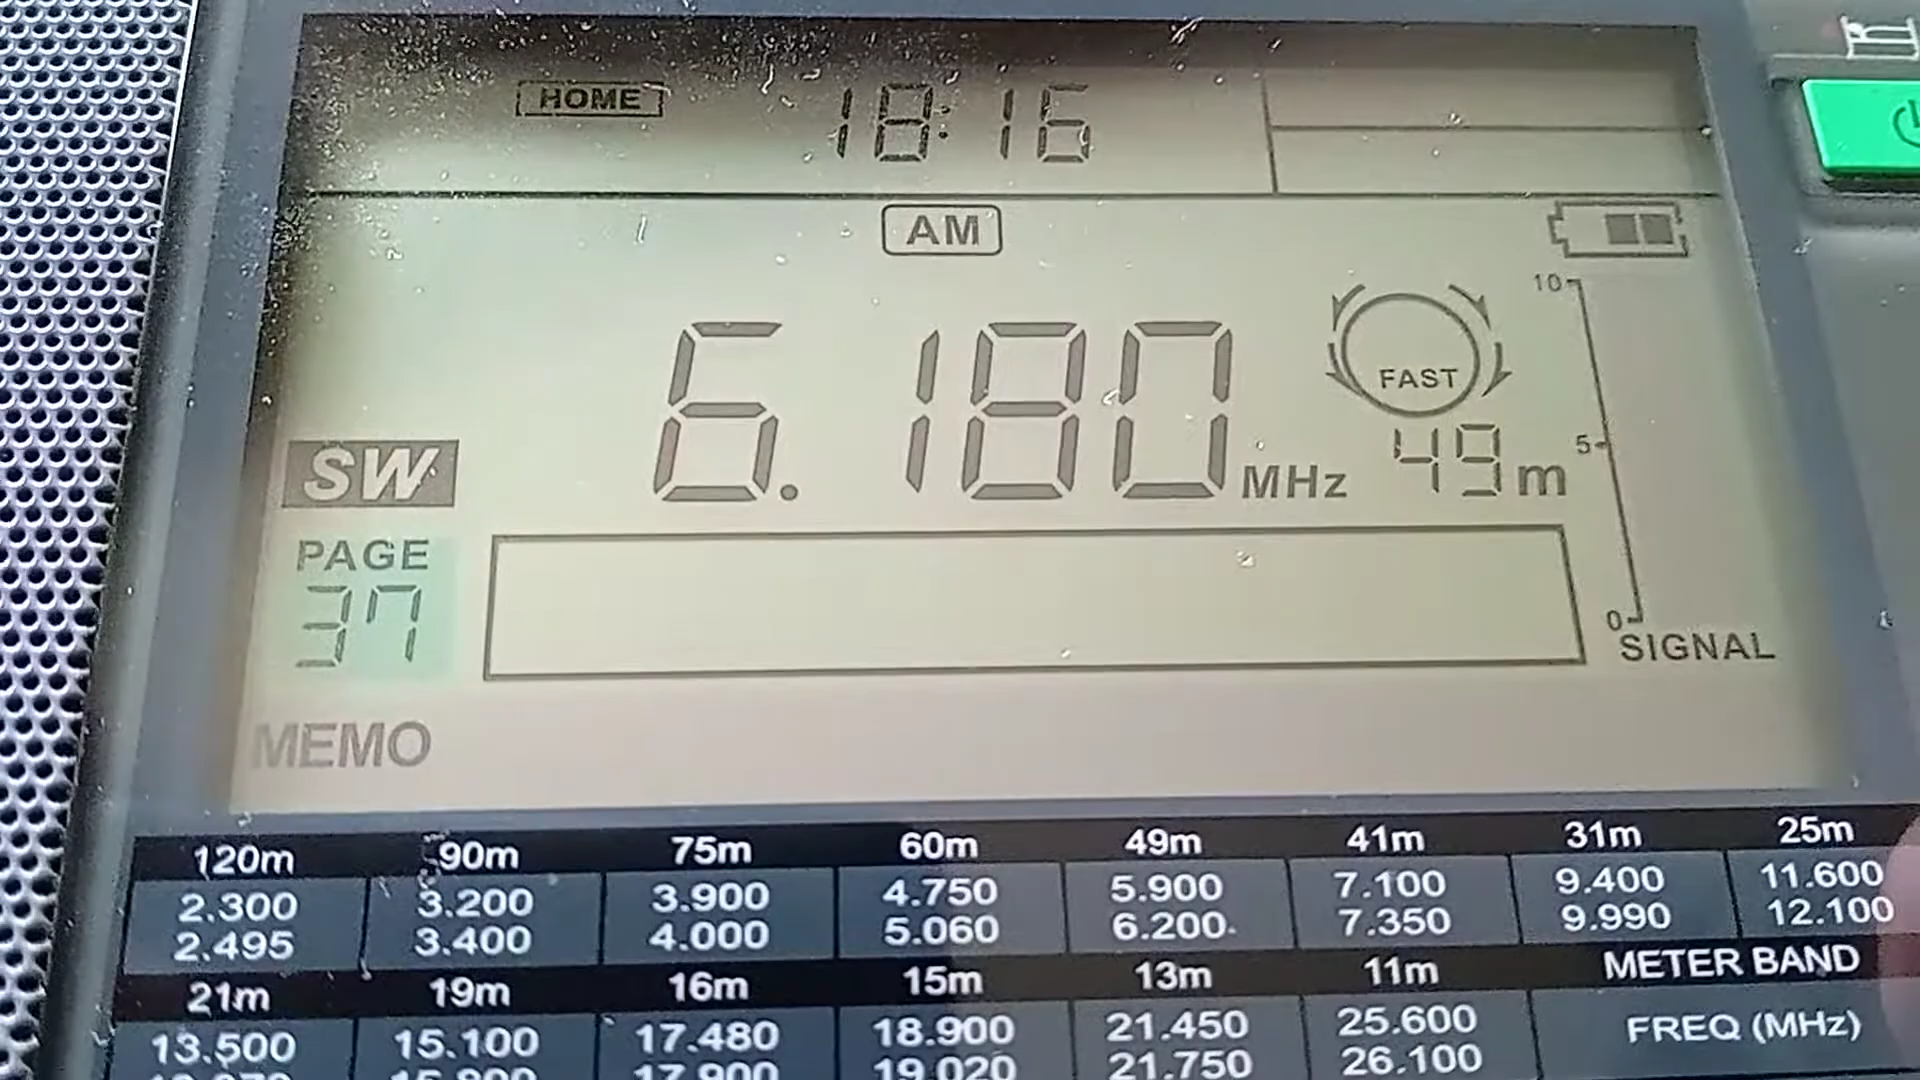 HOME 18:16
AM
10
FAST
6.180 MHz 49 m
5
SW
PAGE
37
0
SIGNAL
MEMO
120m 90m 75m 60m 49m 41m 31m 25m
2.300 3.200 3.900 4.750 5.900 7.100 9.400 11.600
2.495 3.400 4.000 5.060 6.200 7.350 9.990 12.100
21m 19m 16m 15m 13m 11m METER BAND
13.500 15.100 17.480 18.900 21.450 25.600 FREQ (MHz)
17.900 19.020 21.750 26.100